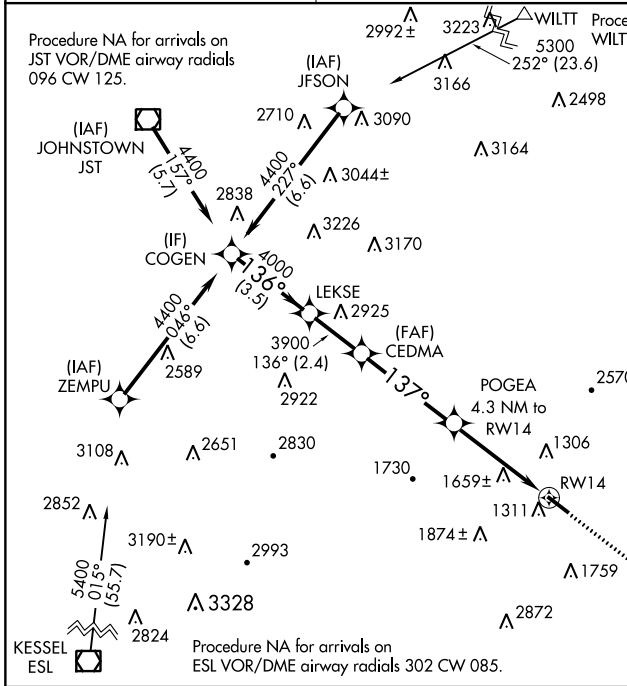 Procedure NA for arrivals on
JST VOR/DME airway radials
096 CW 125.
2992 ±
3223
WILTT
Proce
WILT
5300
252° (23.6)
3166
(IAF)
JFSON
2498
2710
3090
(IAF)
JOHNSTOWN
JST
4400
157°
(5.7)
4400
227°
(6.6)
3164
3044±
2838
3226
3170
(IF)
COGEN
4000
136°
(3.5)
LEKSE
2925
4400
046°
(6.6)
3900
136° (2.4)
(FAF)
CEDMA
2589
(IAF)
ZEMPU
2922
137°
POGEA
4.3 NM to
RW14
2570
3108
2651
2830
1306
1730
1659±
RW14
2852
1311
3190±
1874±
2993
5400
015°
(55.7)
1759
3328
2824
2872
KESSEL
ESL
Procedure NA for arrivals on
ESL VOR/DME airway radials 302 CW 085.